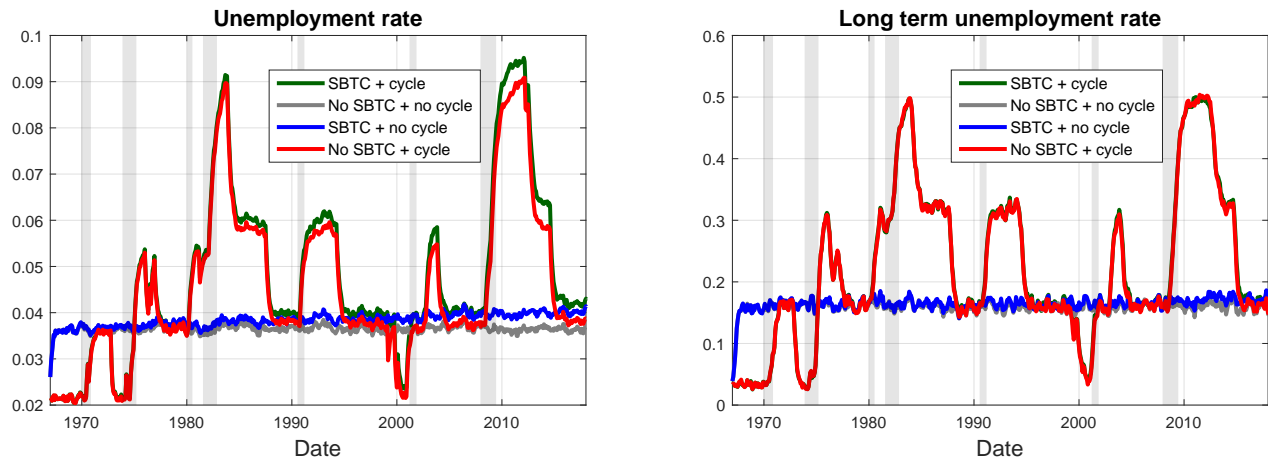 Unemployment rate
0.1
0.09
0.08
0.07
0.06
0.05
0.04
0.03
0.02
SBTC + cycle
No SBTC + no cycle
SBTC + no cycle
No SBTC + cycle
1970 1980 1990 2000 2010
Date
Long term unemployment rate
0.6
0.5
0.4
0.3
0.2
0.1
0
SBTC + cycle
No SBTC + no cycle
SBTC + no cycle
No SBTC + cycle
1970 1980 1990 2000 2010
Date